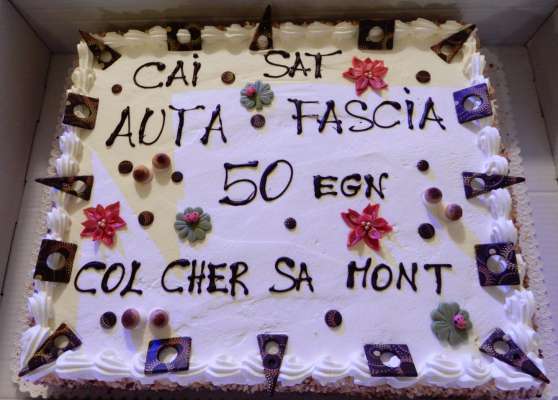 CAi SAT
AUTA FASCiA
50 EGN
COL CHER SA MONT